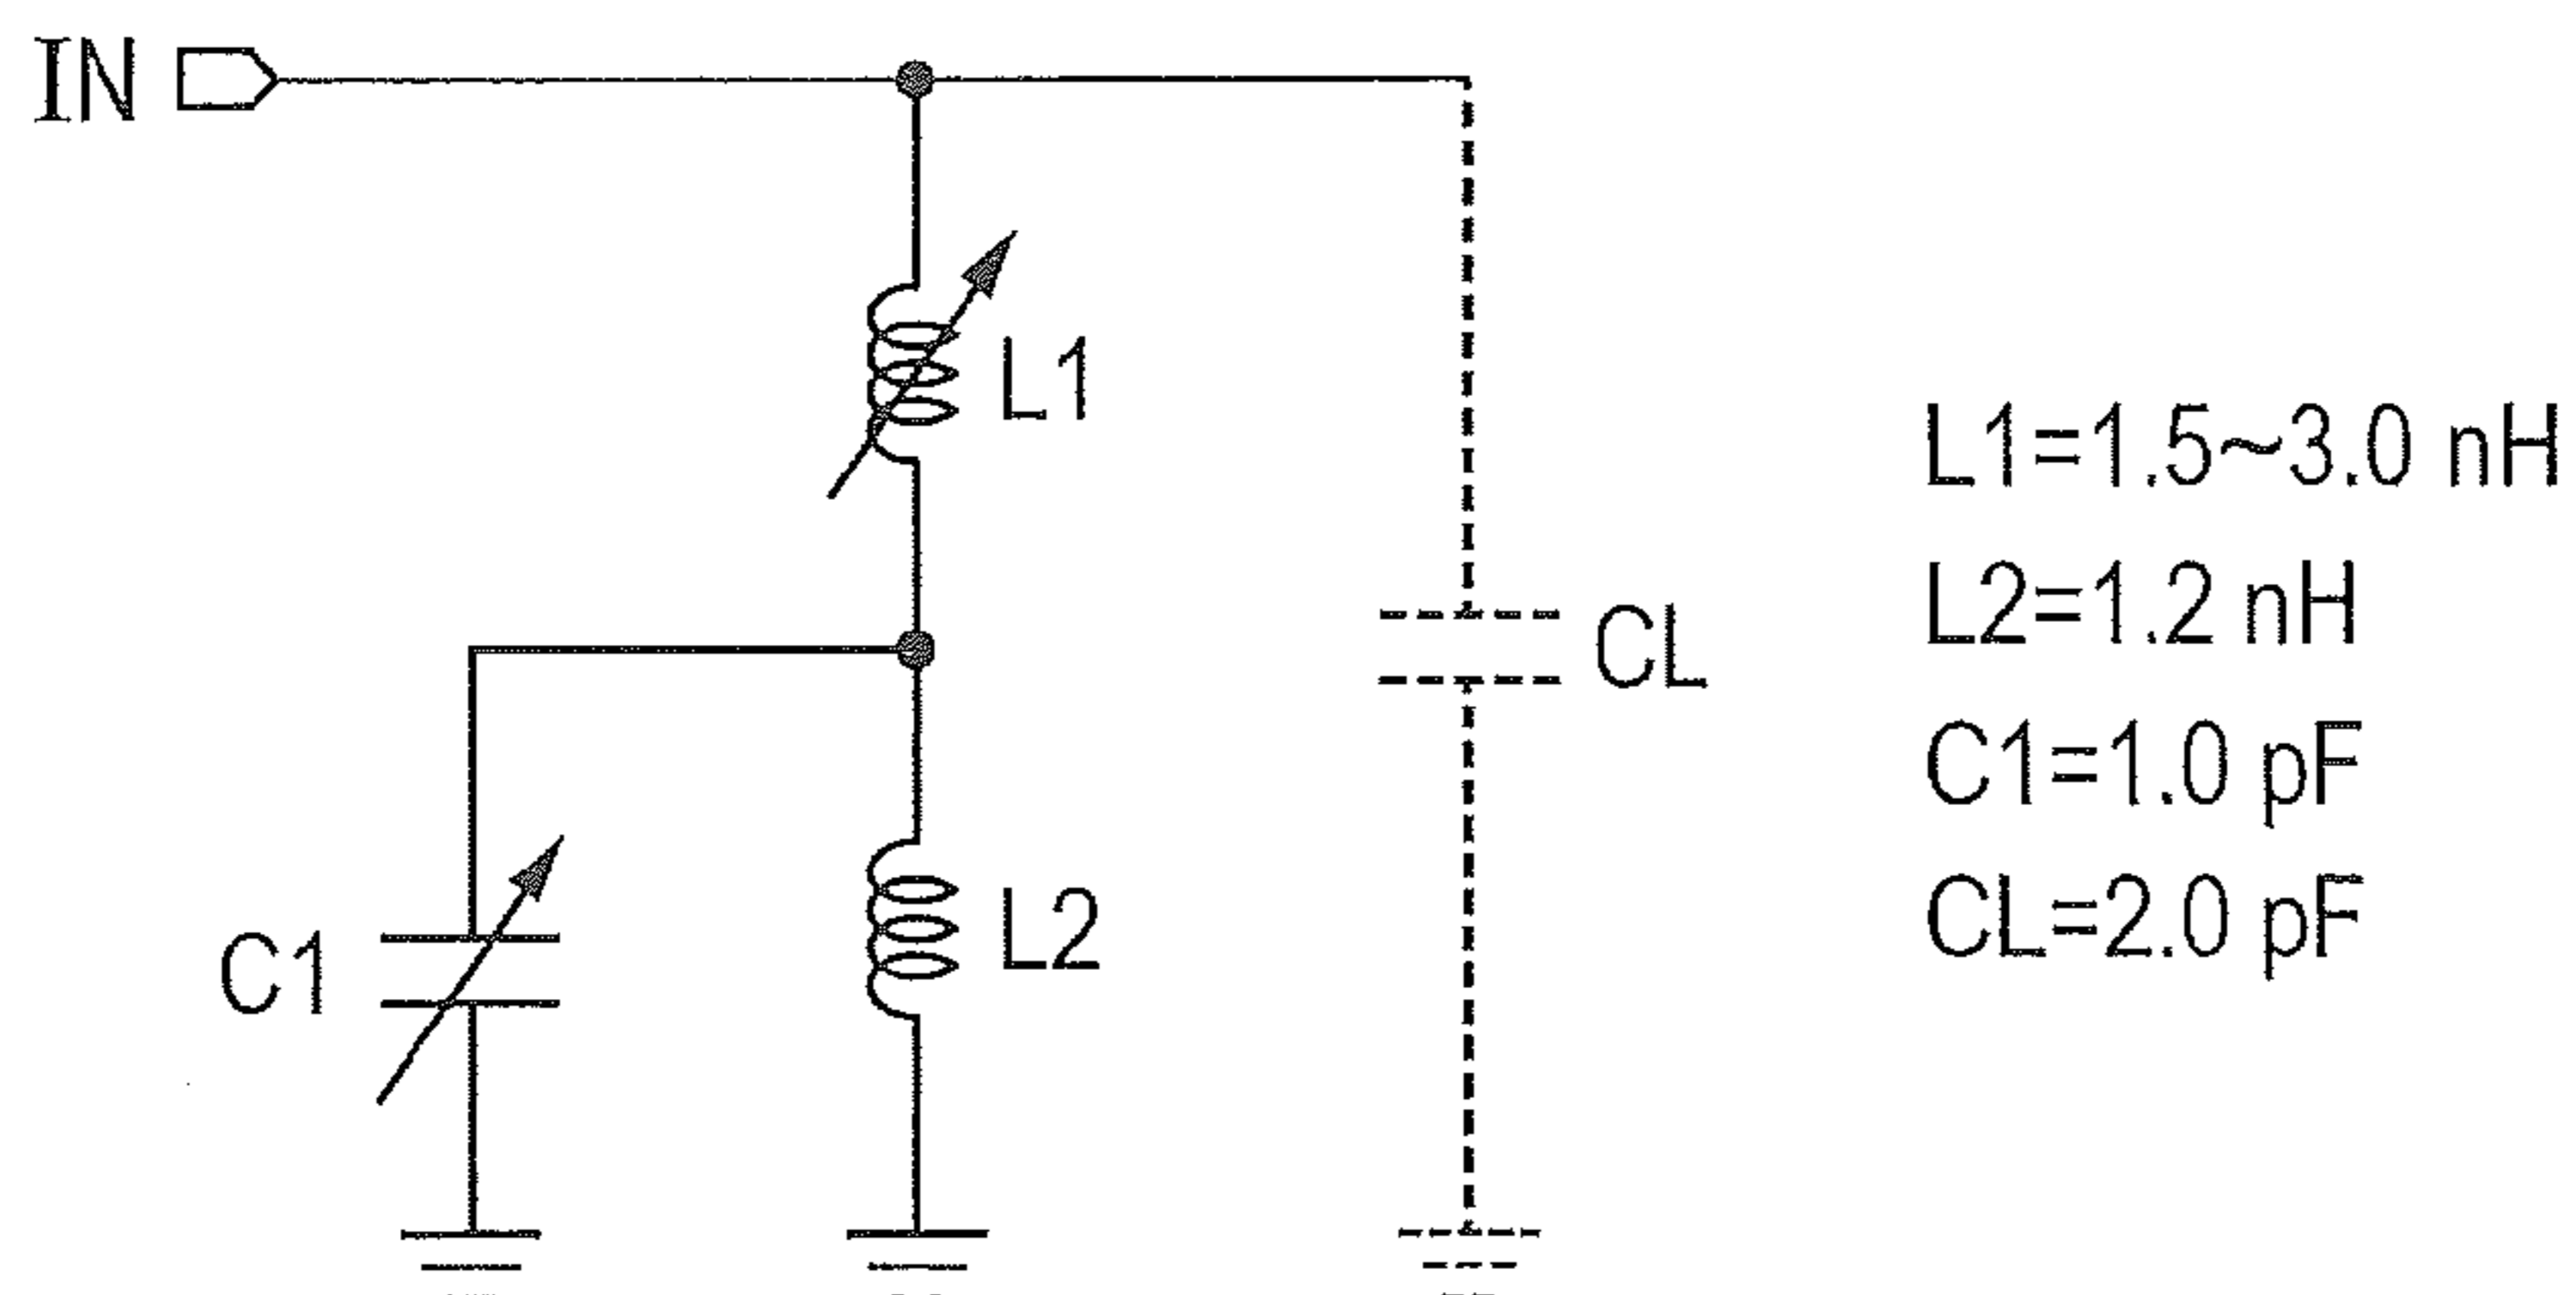 IN
L1
CL
C1
L2
L1=1.5~3.0 nH
L2=1.2 nH
C1=1.0 pF
CL=2.0 pF